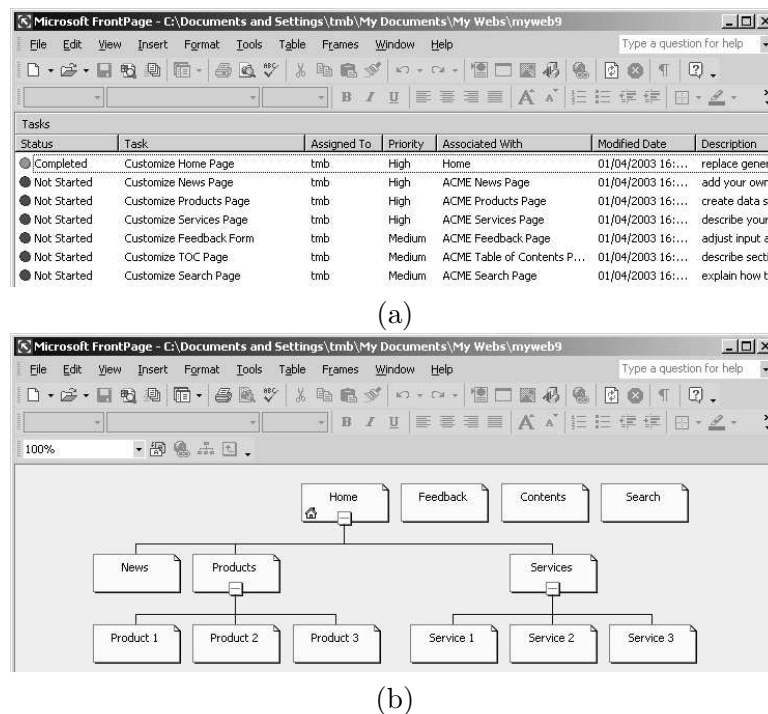 Microsoft FrontPage - C:\Documents and Settings\tmb\My Documents\My Webs\myweb9
File Edit View Insert Format Tools Table Frames Window Help Type a question for help
B I U A A
Tasks
Status Task Assigned To Priority Associated With Modified Date Description
Completed Customize Home Page tmb High Home 01/04/2003 16:... replace gener
Not Started Customize News Page tmb High ACME News Page 01/04/2003 16:... add your own
Not Started Customize Products Page tmb High ACME Products Page 01/04/2003 16:... create data s
Not Started Customize Services Page tmb High ACME Services Page 01/04/2003 16:... describe your
Not Started Customize Feedback Form tmb Medium ACME Feedback Page 01/04/2003 16:... adjust input a
Not Started Customize TOC Page tmb Medium ACME Table of Contents P... 01/04/2003 16:... describe secti
Not Started Customize Search Page tmb Medium ACME Search Page 01/04/2003 16:... explain how t
(a)
Microsoft FrontPage - C:\Documents and Settings\tmb\My Documents\My Webs\myweb9
File Edit View Insert Format Tools Table Frames Window Help Type a question for help
B I U A A
100%
Home Feedback Contents Search
News Products Services
Product 1 Product 2 Product 3 Service 1 Service 2 Service 3
(b)